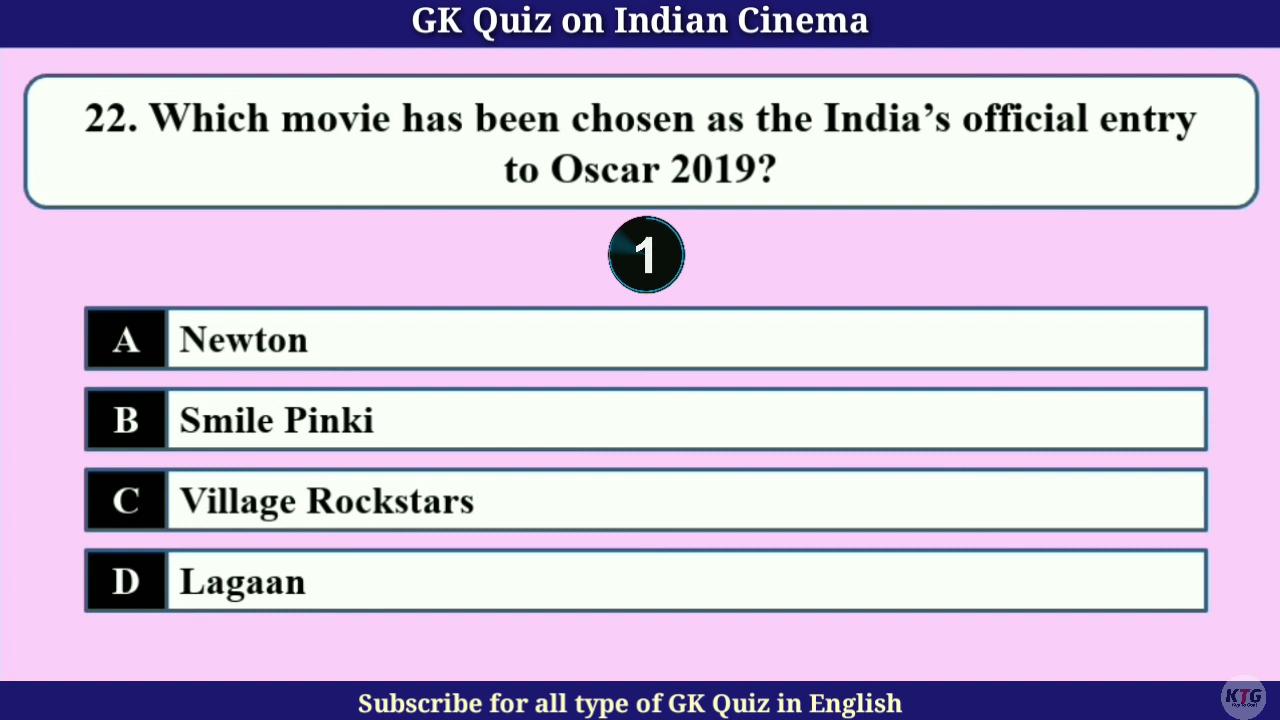 GK Quiz on Indian Cinema
22. Which movie has been chosen as the India’s official entry
to Oscar 2019?
1
A Newton
B Smile Pinki
C Village Rockstars
D Lagaan
Subscribe for all type of GK Quiz in English
KTG